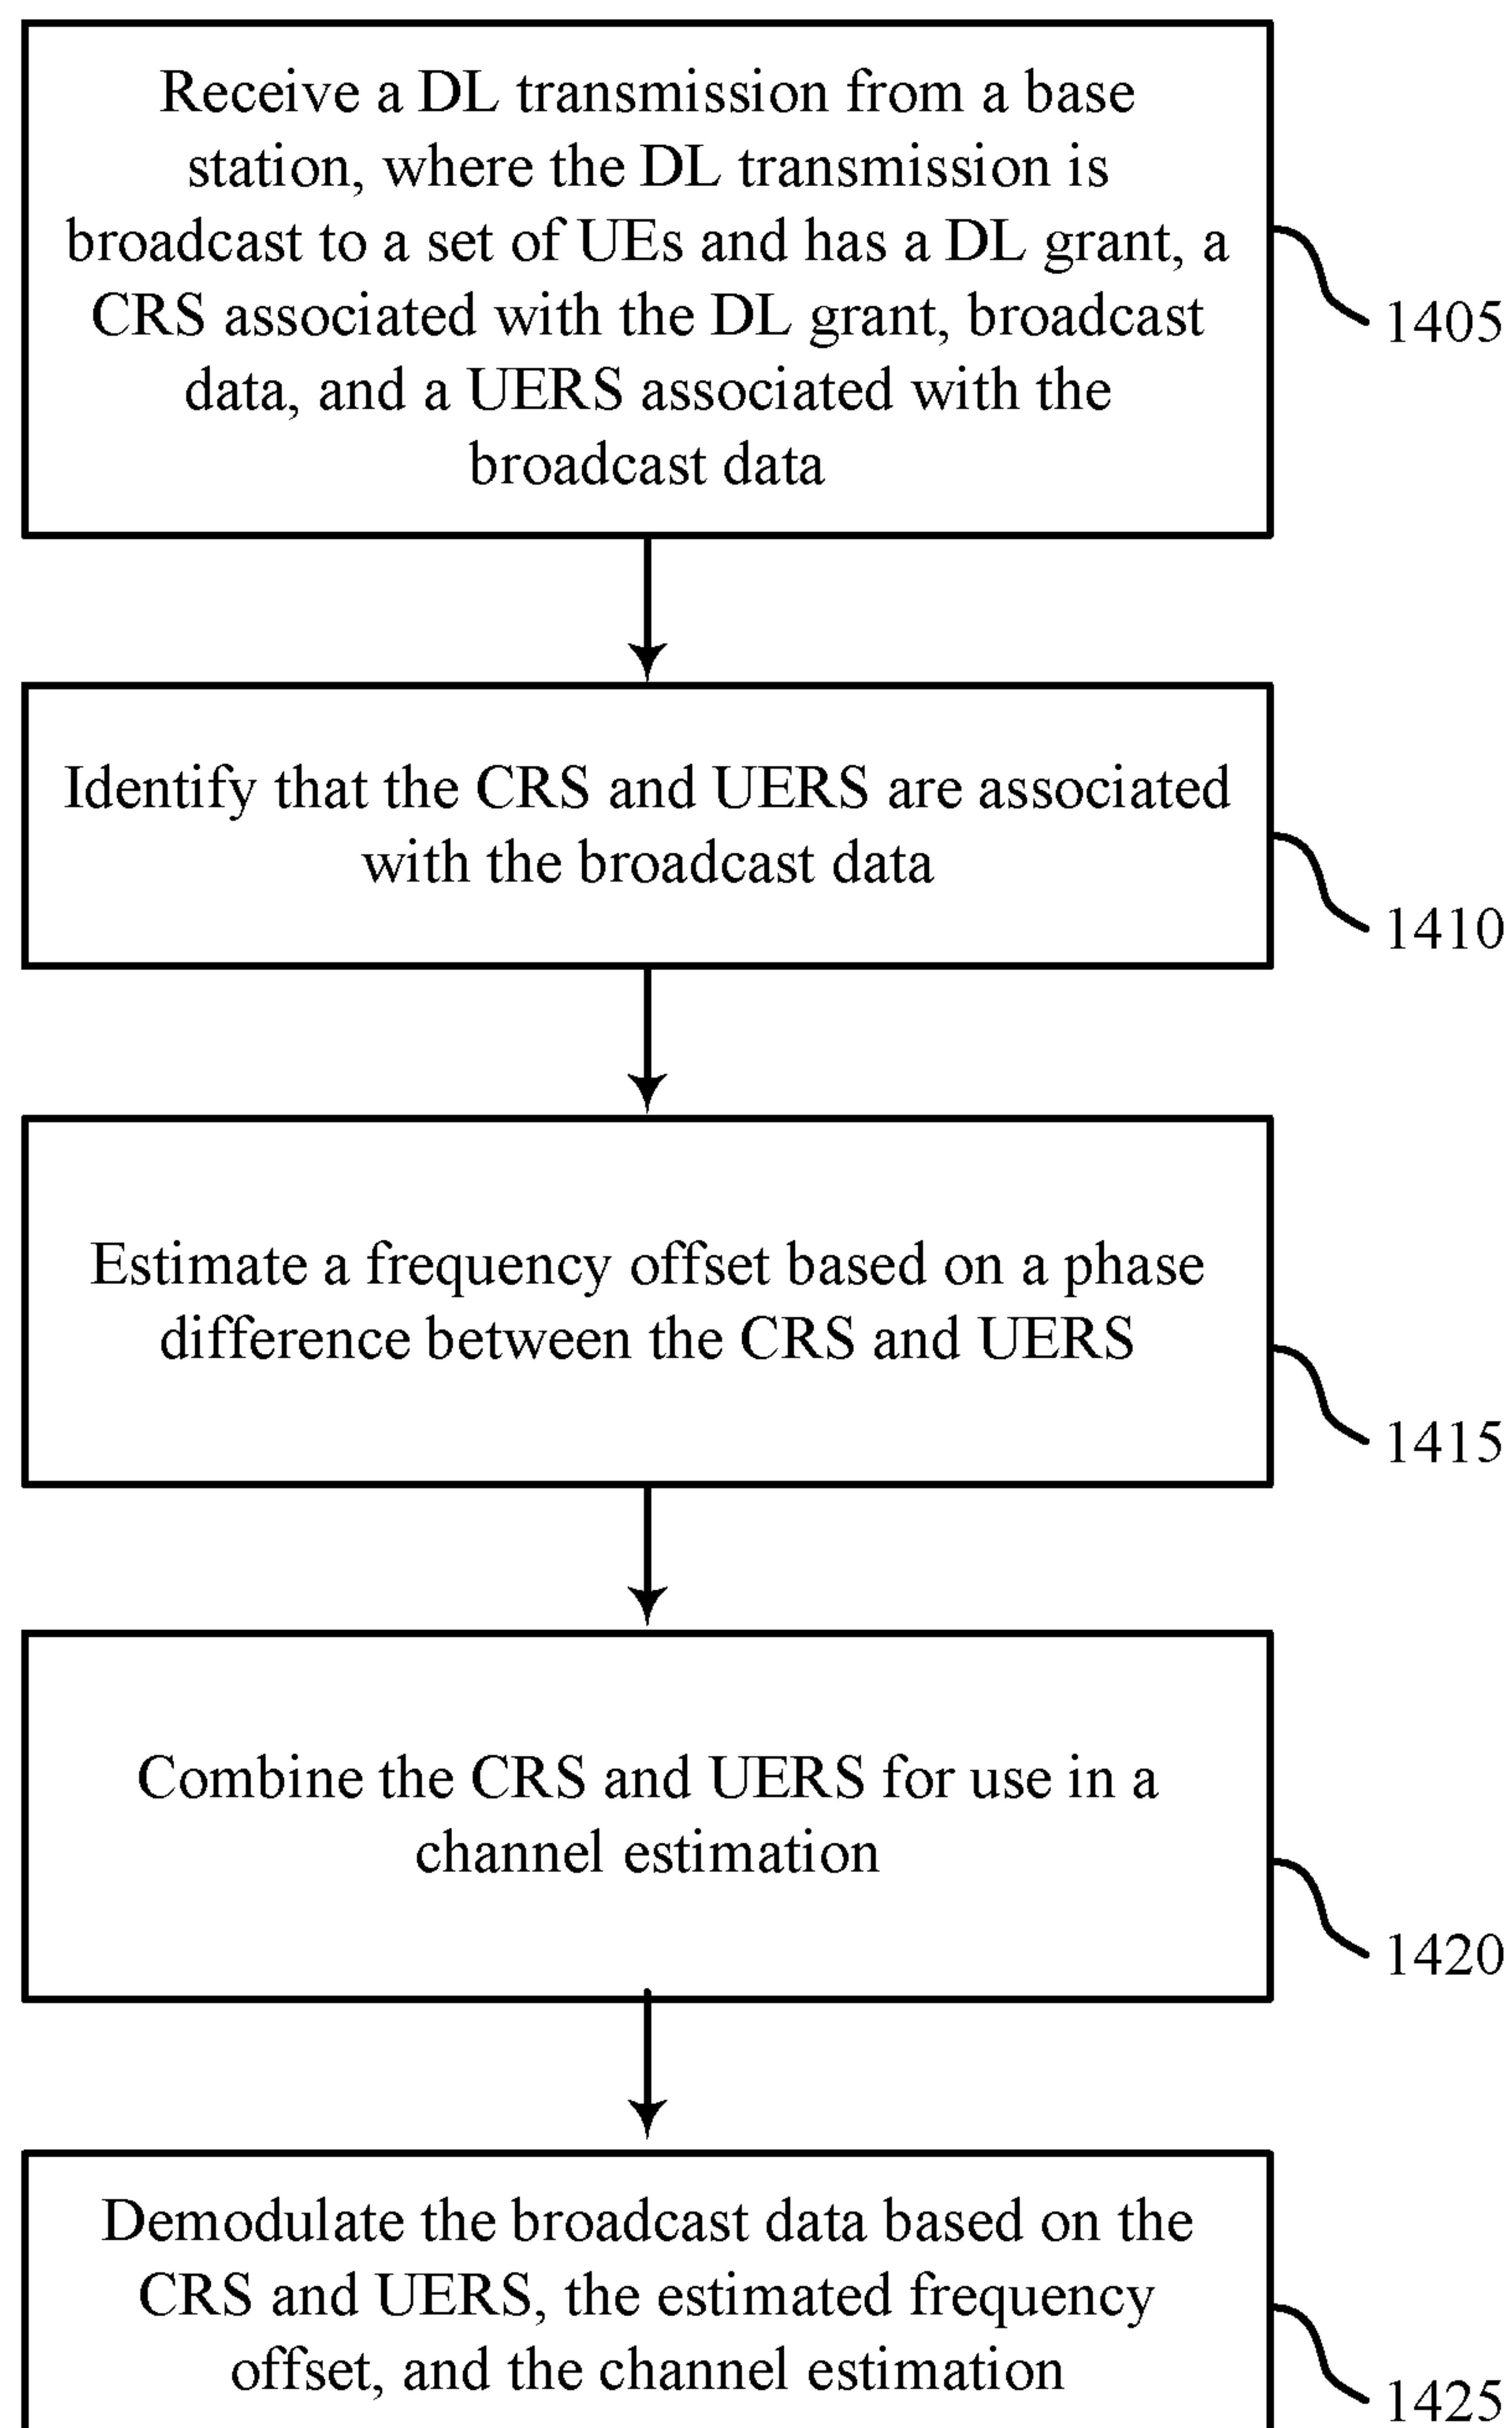 Receive a DL transmission from a base
station, where the DL transmission is
broadcast to a set of UEs and has a DL grant, a
CRS associated with the DL grant, broadcast
data, and a UERS associated with the
broadcast data
1405
Identify that the CRS and UERS are associated
with the broadcast data
1410
Estimate a frequency offset based on a phase
difference between the CRS and UERS
1415
Combine the CRS and UERS for use in a
channel estimation
1420
Demodulate the broadcast data based on the
CRS and UERS, the estimated frequency
offset, and the channel estimation
1425